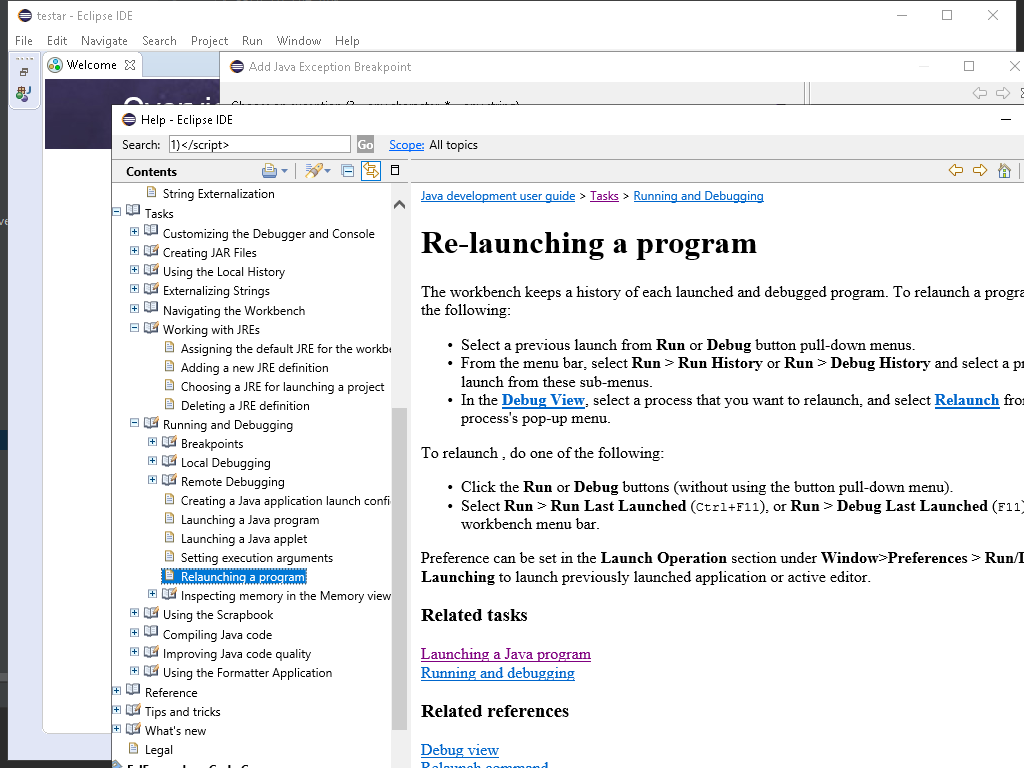 testar - Eclipse IDE
File Edit Navigate Search Project Run Window Help
Welcome
Add Java Exception Breakpoint
Help - Eclipse IDE
Search: 1)</script> Go Scope: All topics
Contents
String Externalization
Tasks
Customizing the Debugger and Console
Creating JAR Files
Using the Local History
Externalizing Strings
Navigating the Workbench
Working with JREs
Assigning the default JRE for the workbe
Adding a new JRE definition
Choosing a JRE for launching a project
Deleting a JRE definition
Running and Debugging
Breakpoints
Local Debugging
Remote Debugging
Creating a Java application launch confi
Launching a Java program
Launching a Java applet
Setting execution arguments
Relaunching a program
Inspecting memory in the Memory view
Using the Scrapbook
Compiling Java code
Improving Java code quality
Using the Formatter Application
Reference
Tips and tricks
What's new
Legal
Java development user guide > Tasks > Running and Debugging
Re-launching a program
The workbench keeps a history of each launched and debugged program. To relaunch a progra
the following:
• Select a previous launch from Run or Debug button pull-down menus.
• From the menu bar, select Run > Run History or Run > Debug History and select a pr
launch from these sub-menus.
• In the Debug View, select a process that you want to relaunch, and select Relaunch fro
process's pop-up menu.
To relaunch , do one of the following:
• Click the Run or Debug buttons (without using the button pull-down menu).
• Select Run > Run Last Launched (Ctrl+F11), or Run > Debug Last Launched (F11)
workbench menu bar.
Preference can be set in the Launch Operation section under Window>Preferences > Run/D
Launching to launch previously launched application or active editor.
Related tasks
Launching a Java program
Running and debugging
Related references
Debug view
Relaunch command